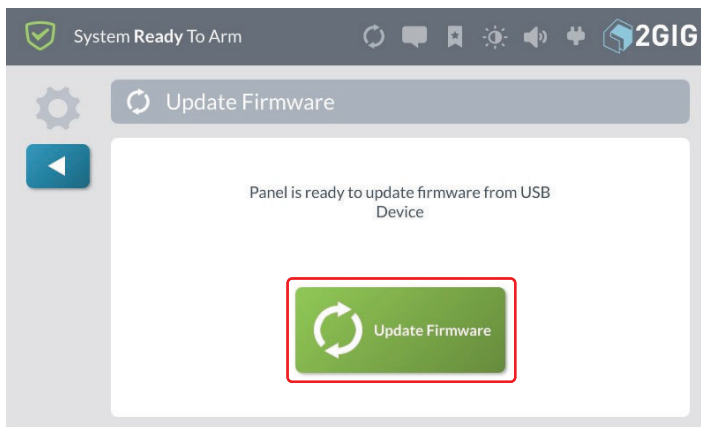 System Ready To Arm
2GIG
Update Firmware
Panel is ready to update firmware from USB
Device
Update Firmware